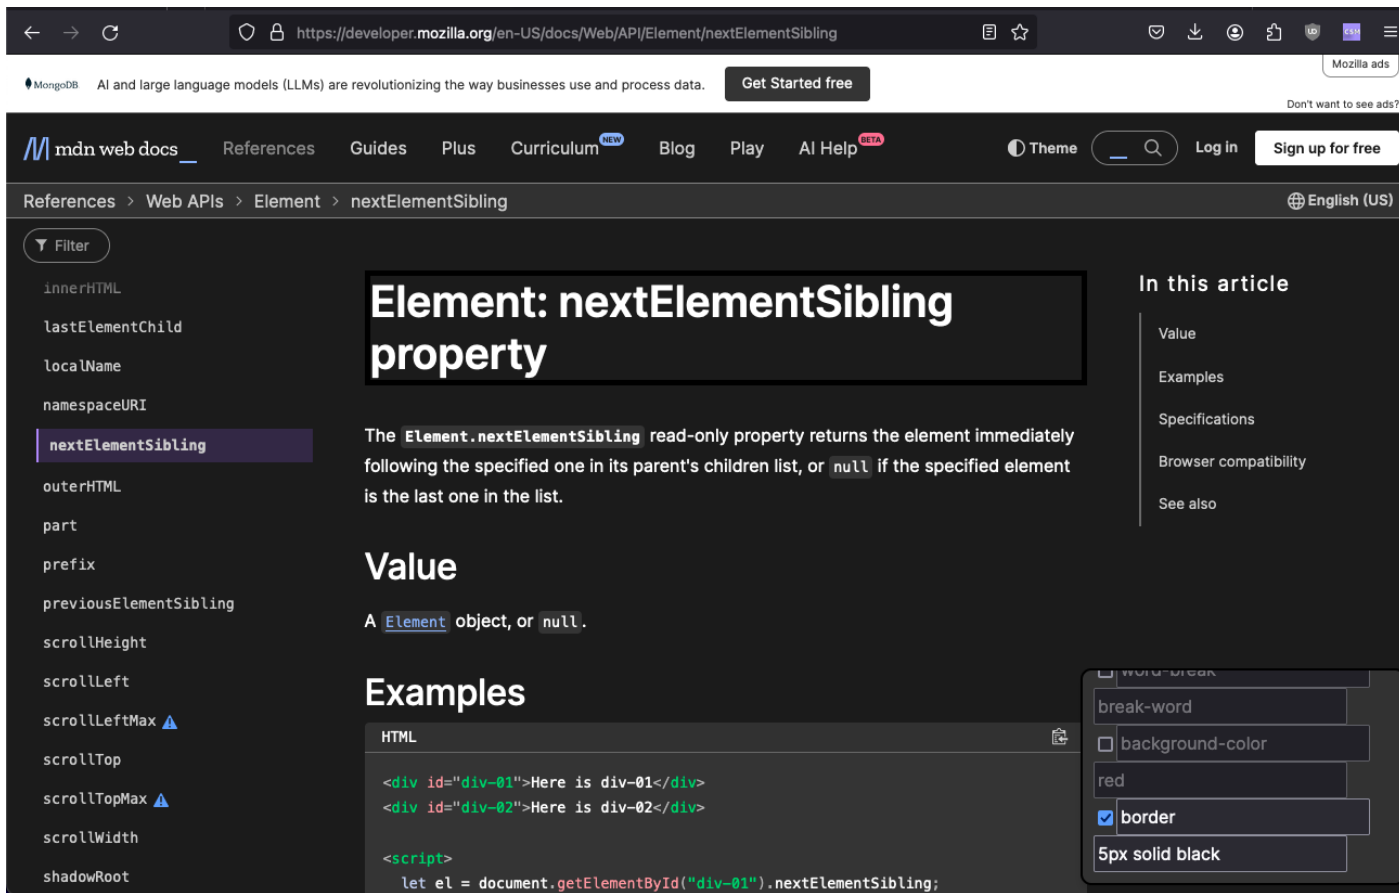 https://developer.mozilla.org/en-US/docs/Web/API/Element/nextElementSibling
UD
CSM
Mozilla ads
MongoDB. AI and large language models (LLMs) are revolutionizing the way businesses use and process data. Get Started free
Don't want to see ads?
mdn web docs_ References Guides Plus Curriculum NEW Blog Play AI Help BETA Theme _ Log in Sign up for free
References > Web APIs > Element > nextElementSibling English (US)
Filter
innerHTML
lastElementChild
localName
namespaceURI
nextElementSibling
outerHTML
part
prefix
previousElementSibling
scrollHeight
scrollLeft
scrollLeftMax
scrollTop
scrollTopMax
scrollWidth
shadowRoot
Element: nextElementSibling
property
The Element.nextElementSibling read-only property returns the element immediately
following the specified one in its parent's children list, or null if the specified element
is the last one in the list.
Value
A Element object, or null.
Examples
HTML
<div id="div-01">Here is div-01</div>
<div id="div-02">Here is div-02</div>
<script>
let el = document.getElementById("div-01").nextElementSibling;
In this article
Value
Examples
Specifications
Browser compatibility
See also
word-break
break-word
background-color
red
border
5px solid black